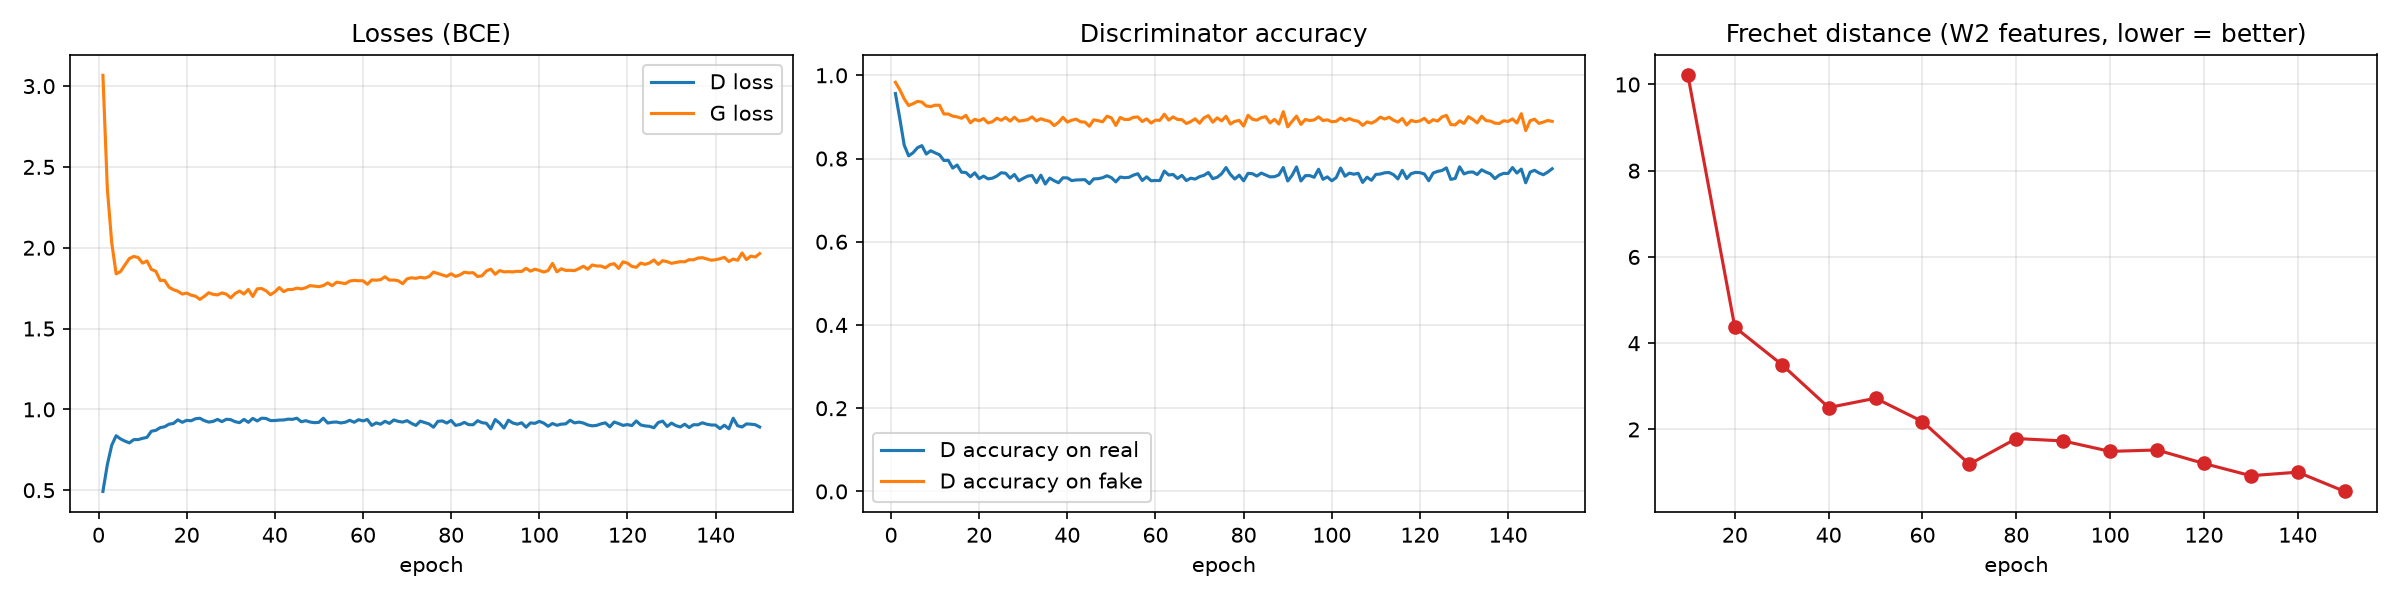 Losses (BCE)
3.0
2.5
2.0
1.5
1.0
0.5
D loss
G loss
0 20 40 60 80 100 120 140
epoch
Discriminator accuracy
1.0
0.8
0.6
0.4
0.2
0.0
D accuracy on real
D accuracy on fake
0 20 40 60 80 100 120 140
epoch
Frechet distance (W2 features, lower = better)
10
8
6
4
2
20 40 60 80 100 120 140
epoch